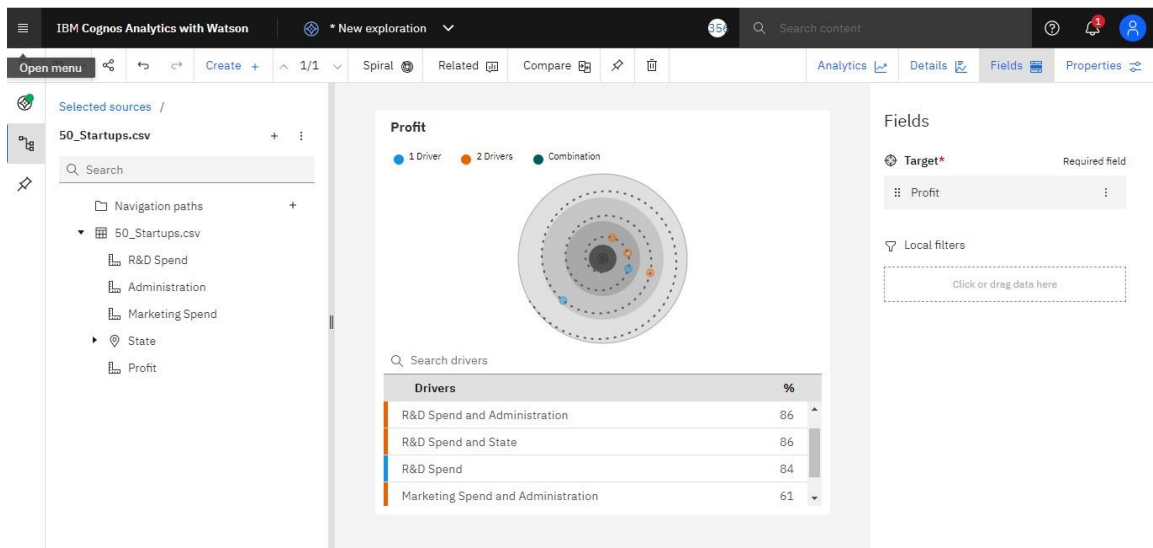 IBM Cognos Analytics with Watson
* New exploration
356
Search content
Open menu
Create +
1/1
Spiral
Related
Compare
Analytics
Details
Fields
Properties
Selected sources /
50_Startups.csv
Search
Navigation paths
50_Startups.csv
R&D Spend
Administration
Marketing Spend
State
Profit
Profit
1 Driver 2 Drivers Combination
Search drivers
Drivers %
R&D Spend and Administration 86
R&D Spend and State 86
R&D Spend 84
Marketing Spend and Administration 61
Fields
Target* Required field
Profit
Local filters
Click or drag data here